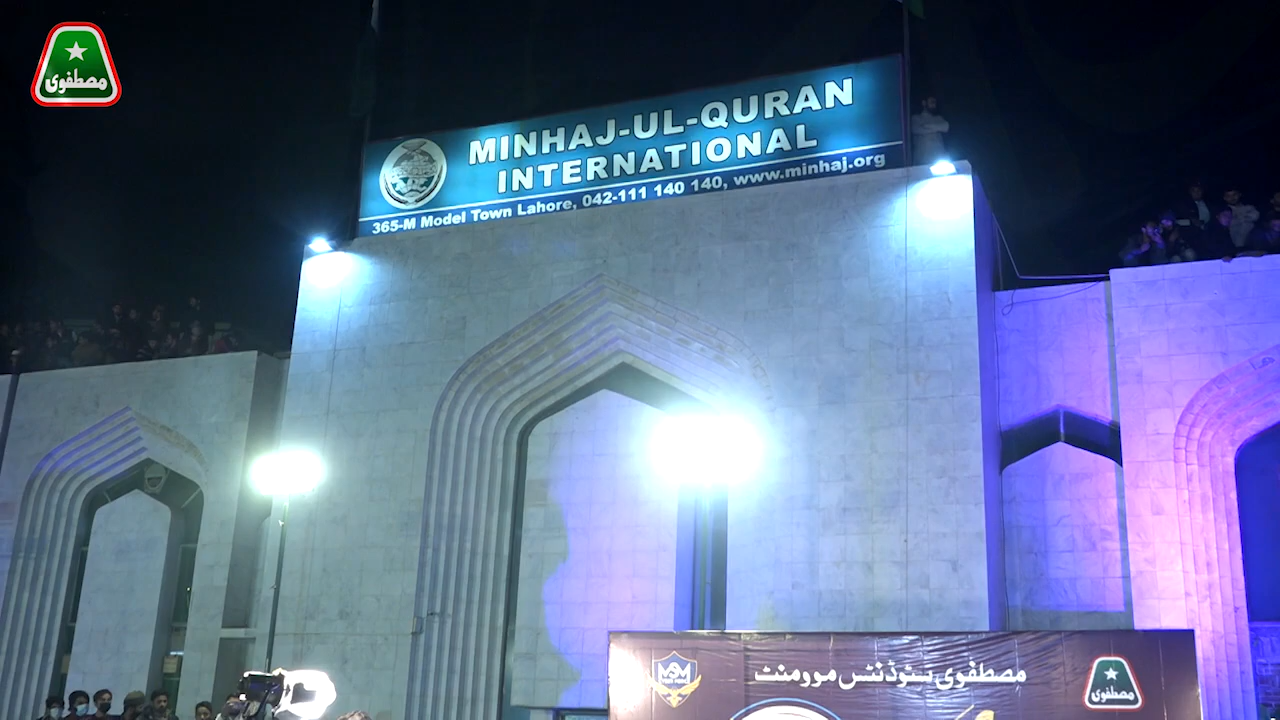 مصطفوی
MINHAJ-UL-QURAN
INTERNATIONAL
365-M Model Town Lahore, 042-111 140 140, www.minhaj.org
MSM
مصطفوی سٹوڈنٹس موومنٹ
مصطفوی